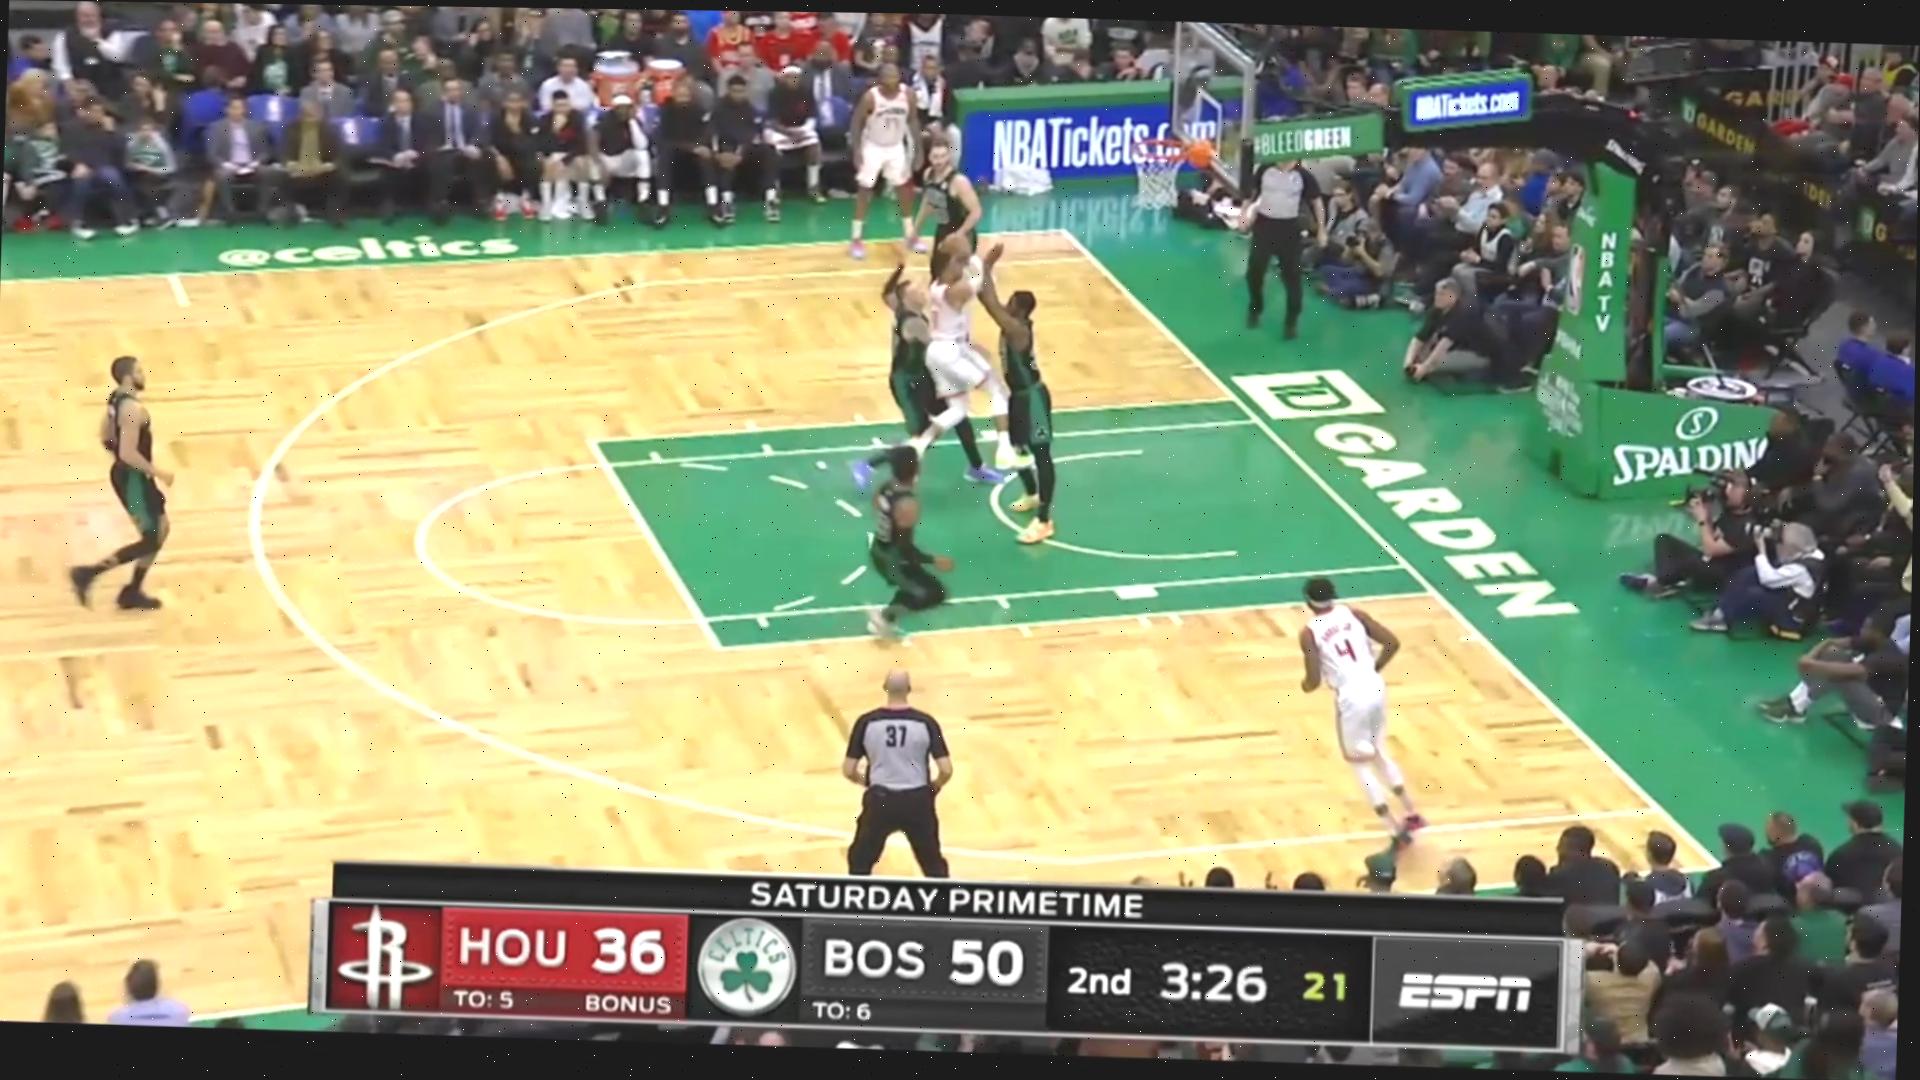 NBATickets.com
#BLEEDGREEN
NBATickets.com
GARDEN
@celtics
NBA TV
TD GARDEN
SPALDING
4
37
SATURDAY PRIMETIME
HOU 36
TO: 5 BONUS
CELTICS
BOS 50
TO: 6
2nd 3:26 21
ESPN